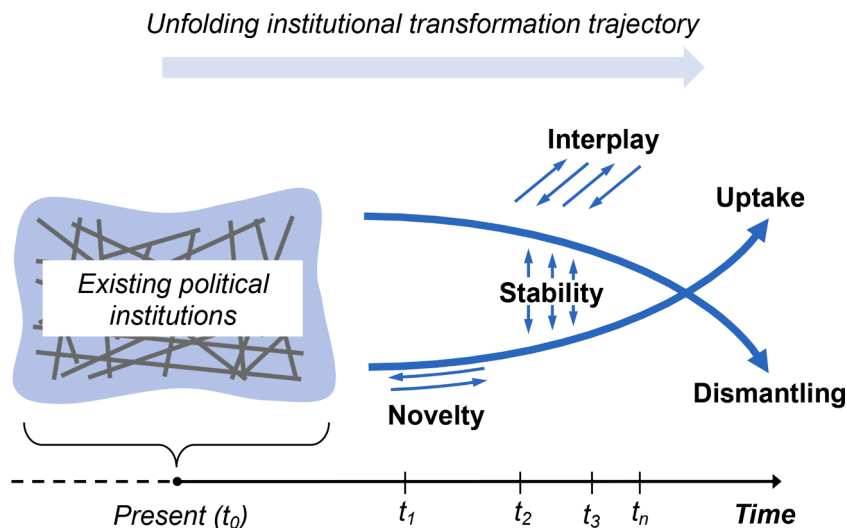 Unfolding institutional transformation trajectory
Interplay
Uptake
Existing political
institutions
Stability
Dismantling
Novelty
Present (t0)
t1
t2
t3
tn
Time